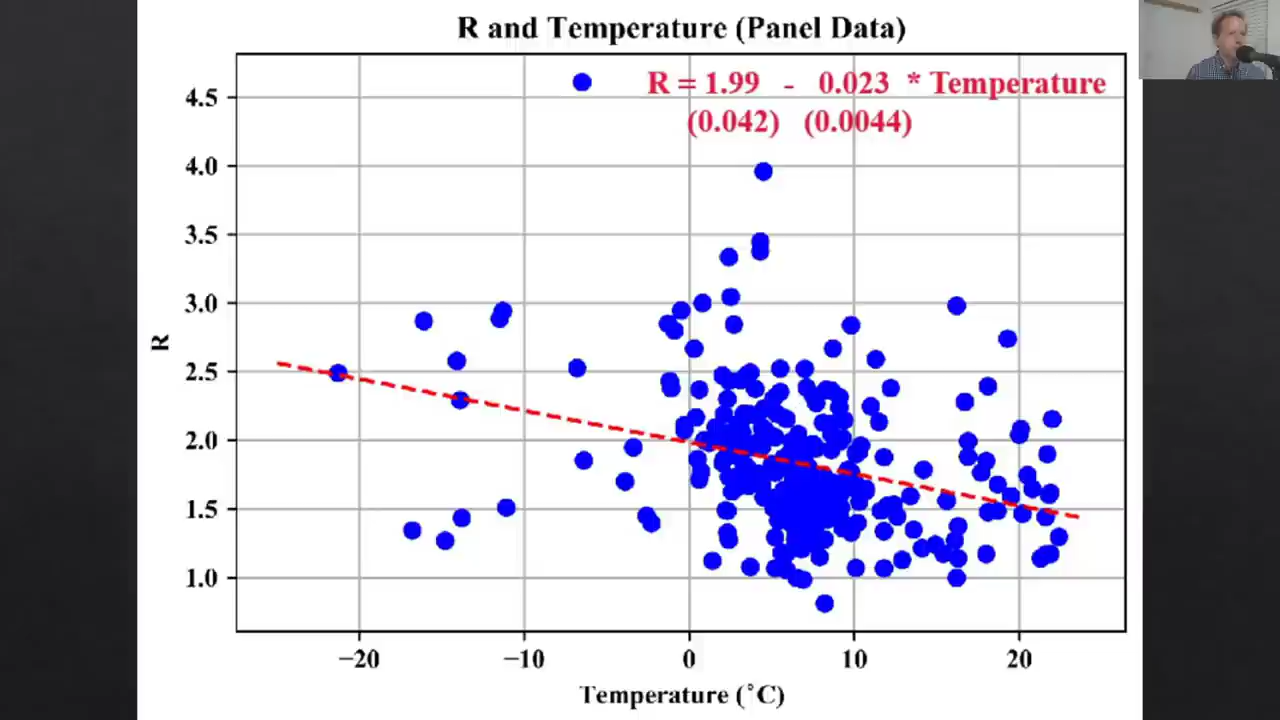 R and Temperature (Panel Data)
R = 1.99 - 0.023 * Temperature
(0.042) (0.0044)
4.5
4.0
3.5
3.0
2.5
2.0
1.5
1.0
R
−20 −10 0 10 20
Temperature (°C)